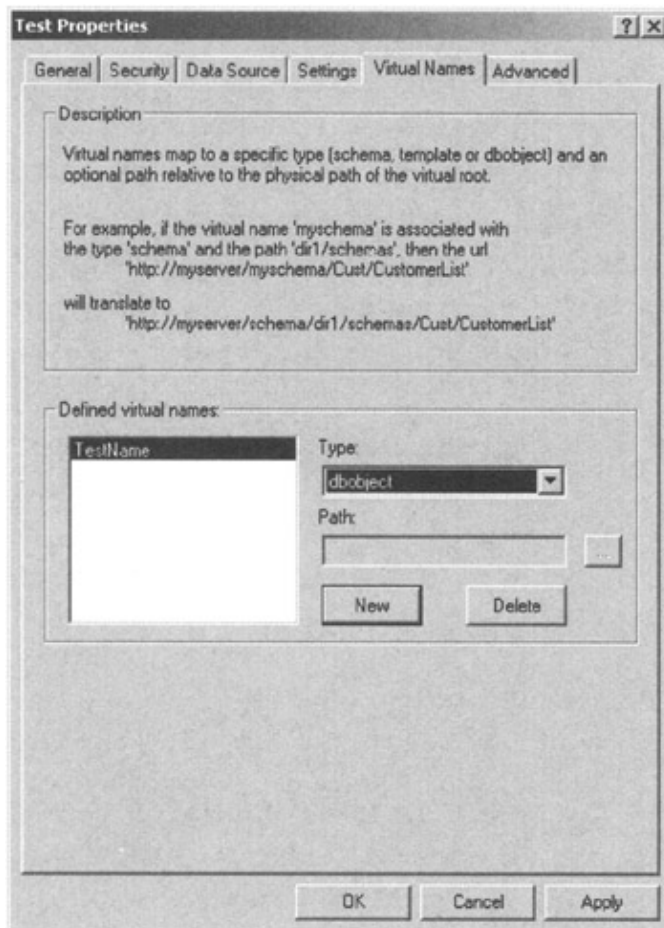 Test Properties
General Security Data Source Settings Virtual Names Advanced
Description
Virtual names map to a specific type (schema, template or dbobject) and an
optional path relative to the physical path of the virtual root.
For example, if the virtual name 'myschema' is associated with
the type 'schema' and the path 'dir1/schemas', then the url
'http://myserver/myschema/Cust/CustomerList'
will translate to
'http://myserver/schema/dir1/schemas/Cust/CustomerList'
Defined virtual names:
TestName
Type:
dbobject
Path:
...
New Delete
OK Cancel Apply